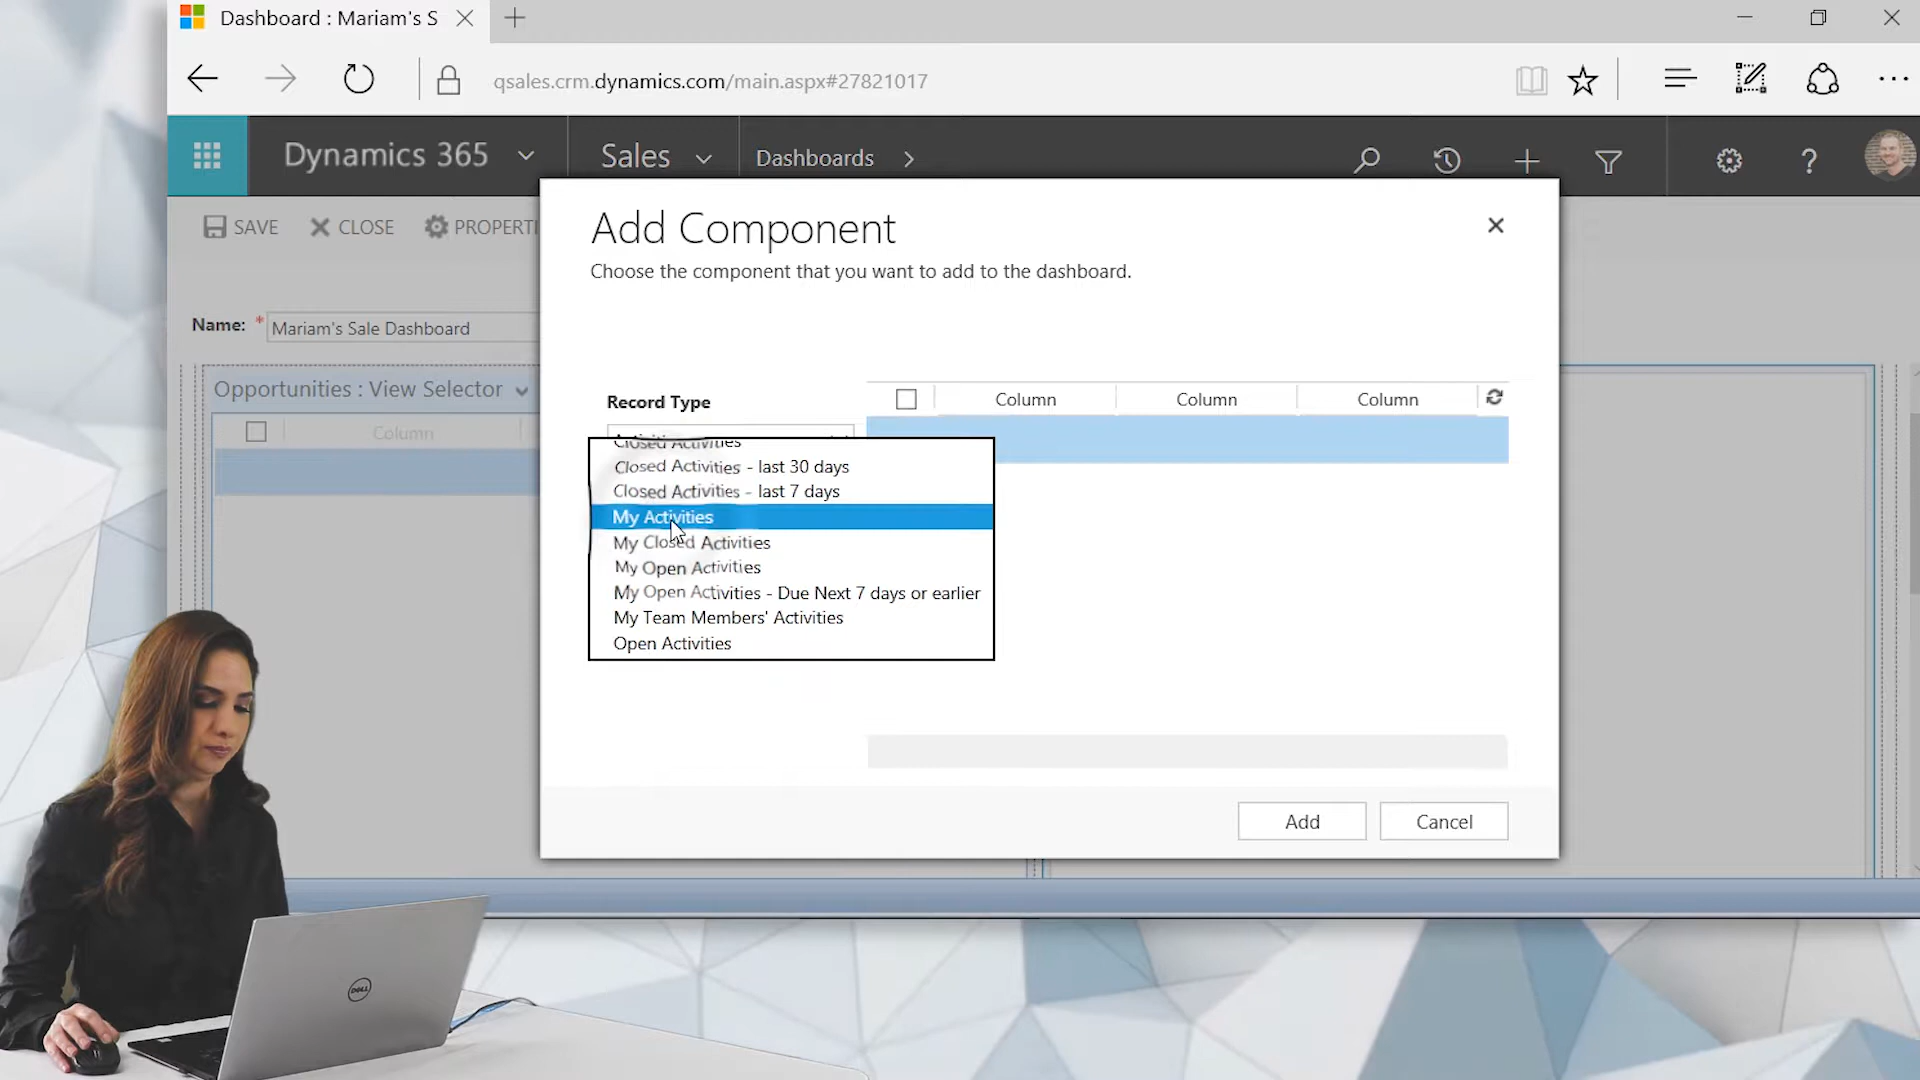 Dashboard : Mariam's S
qsales.crm.dynamics.com/main.aspx#27821017
Dynamics 365
Sales
Dashboards
SAVE
CLOSE
PROPERTI
Add Component
Choose the component that you want to add to the dashboard.
Name: *
Mariam's Sale Dashboard
Opportunities : View Selector
Column
Record Type
Column
Column
Column
Closed Activities
Closed Activities - last 30 days
Closed Activities - last 7 days
My Activities
My Closed Activities
My Open Activities
My Open Activities - Due Next 7 days or earlier
My Team Members' Activities
Open Activities
Add
Cancel
DELL